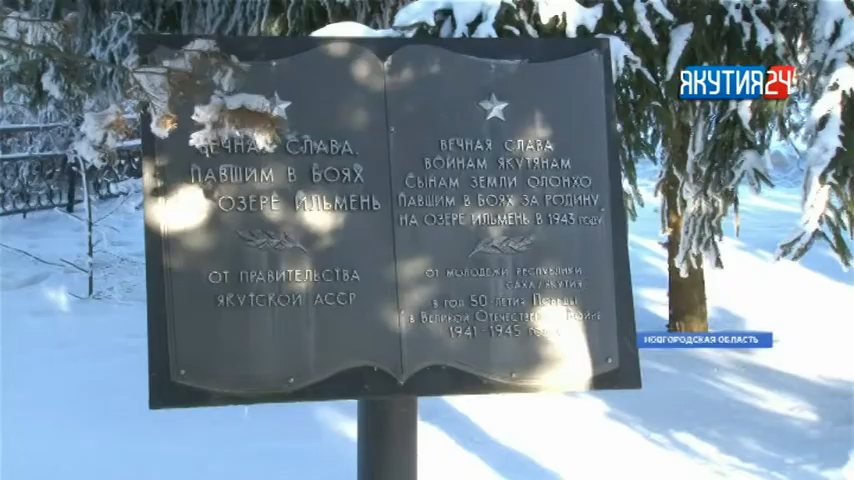 ЯКУТИЯ24
ВЕЧНАЯ СЛАВА
ПАВШИМ В БОЯХ
ОЗЕРЕ ИЛЬМЕНЬ
ОТ ПРАВИТЕЛЬСТВА
ЯКУТСКОЙ АССР
ВЕЧНАЯ СЛАВА
ВОИНАМ ЯКУТЯНАМ
СЫНАМ ЗЕМЛИ ОЛОНХО
ПАВШИМ В БОЯХ ЗА РОДИНУ
НА ОЗЕРЕ ИЛЬМЕНЬ В 1943 ГОДУ
ОТ МОЛОДЕЖИ РЕСПУБЛИКИ
САХА/ЯКУТИЯ
В ГОД 50-ЛЕТИЯ ПОБЕДЫ
В ВЕЛИКОЙ ОТЕЧЕСТВЕННОЙ ВОЙНЕ
1941-1945
НОВГОРОДСКАЯ ОБЛАСТЬ